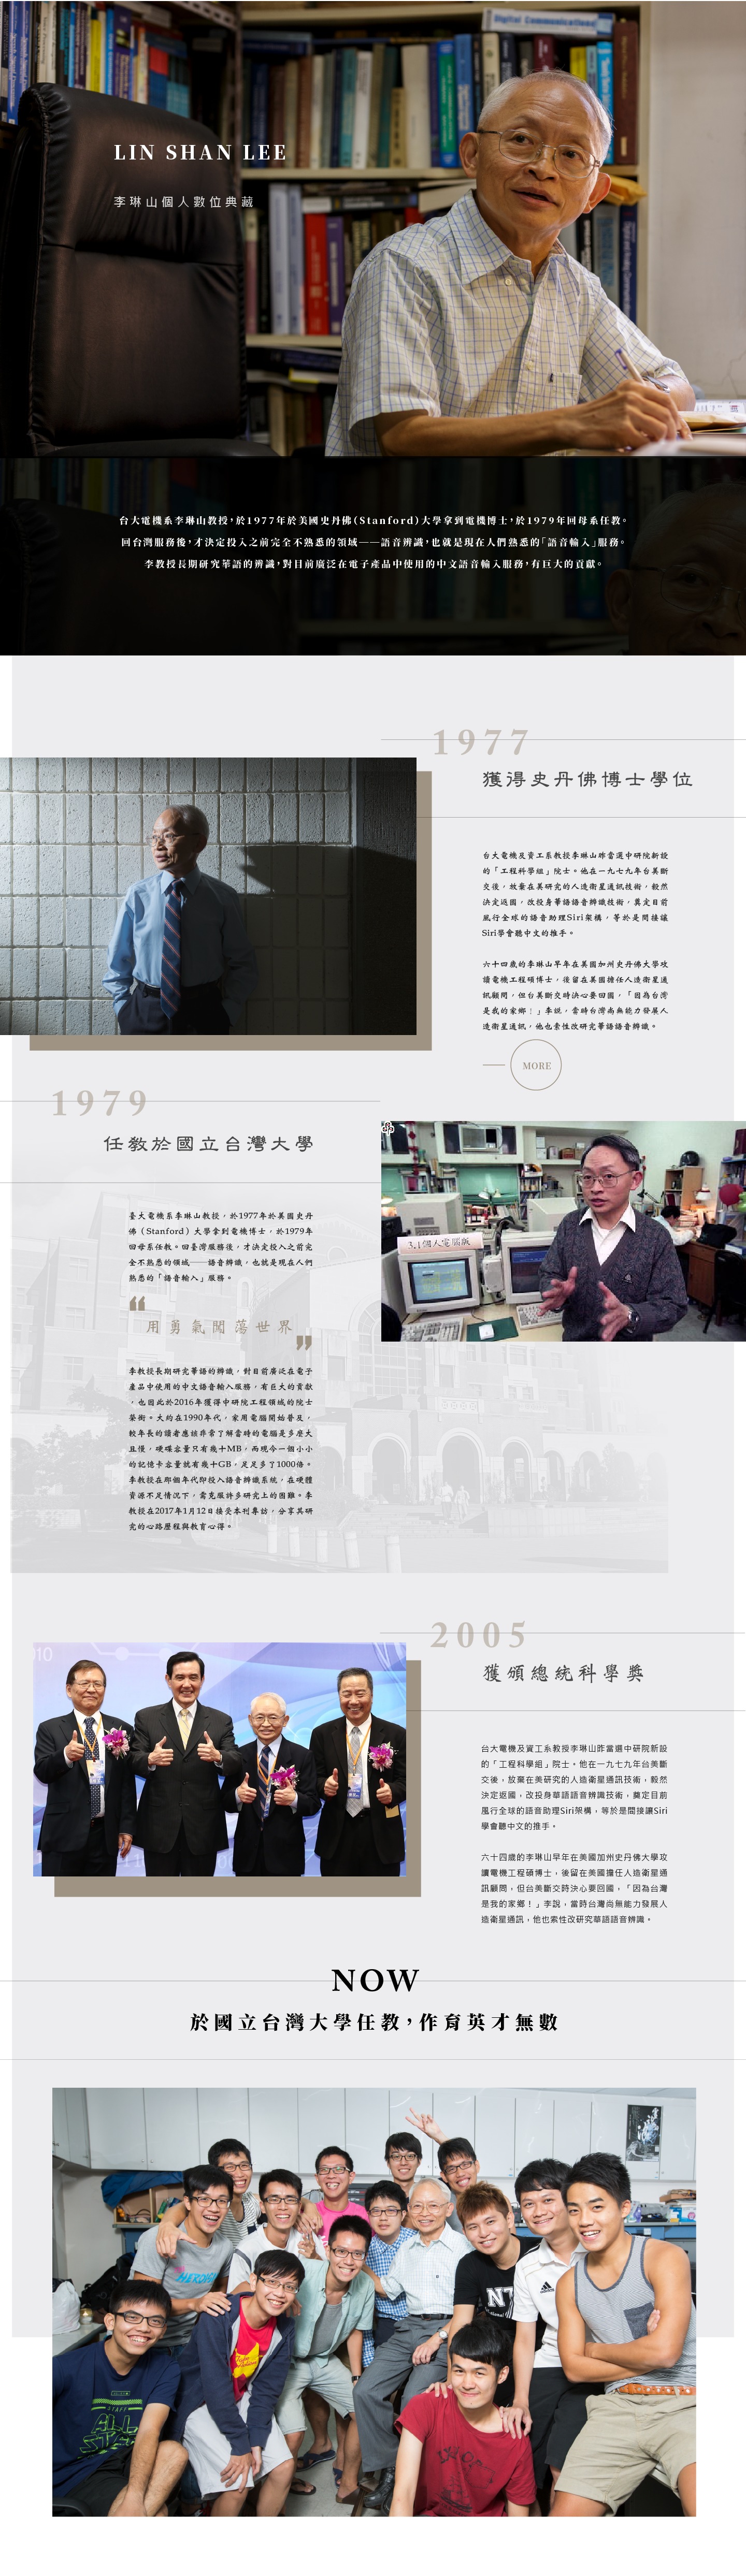 Digital Communications
LIN SHAN LEE
李琳山個人數位典藏
台大電機系李琳山教授，於1977年於美國史丹佛（Stanford）大學拿到電機博士，於1979年回母系任教。
回台灣服務後，才決定投入之前完全不熟悉的領域——語音辨識，也就是現在人們熟悉的「語音輸入」服務。
李教授長期研究華語的辨識，對目前廣泛在電子產品中使用的中文語音輸入服務，有巨大的貢獻。
1977
獲得史丹佛博士學位
台大電機及資工系教授李琳山昨當選中研院新設
的「工程科學組」院士。他在一九七九年台美斷
交後，放棄在美研究的人造衛星通訊技術，毅然
決定返國，改投身華語語音辨識技術，奠定目前
風行全球的語音助理Siri架構，等於是間接讓
Siri學會聽中文的推手。
六十四歲的李琳山早年在美國加州史丹佛大學攻
讀電機工程碩博士，後留在美國擔任人造衛星通
訊顧問，但台美斷交時決心要回國，「因為台灣
是我的家鄉！」李說，當時台灣尚無能力發展人
造衛星通訊，他也索性改研究華語語音辨識。
MORE
1979
任教於國立台灣大學
臺大電機系李琳山教授，於1977年於美國史丹
佛（Stanford）大學拿到電機博士，於1979年
回母系任教。回臺灣服務後，才決定投入之前完
全不熟悉的領域——語音辨識，也就是現在人們
熟悉的「語音輸入」服務。
“
用勇氣闖蕩世界
”
李教授長期研究華語的辨識，對目前廣泛在電子
產品中使用的中文語音輸入服務，有巨大的貢獻
，也因此於2016年獲得中研院工程領域的院士
榮銜。大約在1990年代，家用電腦開始普及，
較年長的讀者應該非常了解當時的電腦是多麼大
且慢，硬碟容量只有幾十MB，而現今一個小小
的記憶卡容量就有幾十GB，足足多了1000倍。
李教授在那個年代即投入語音辨識系統，在硬體
資源不足情況下，需克服許多研究上的困難。李
教授在2017年1月12日接受本刊專訪，分享其研
究的心路歷程與教育心得。
3.1個人電腦版
2005
獲頒總統科學獎
10
台大電機及資工系教授李琳山昨當選中研院新設
的「工程科學組」院士。他在一九七九年台美斷
交後，放棄在美研究的人造衛星通訊技術，毅然
決定返國，改投身華語語音辨識技術，奠定目前
風行全球的語音助理Siri架構，等於是間接讓Siri
學會聽中文的推手。
六十四歲的李琳山早年在美國加州史丹佛大學攻
讀電機工程碩博士，後留在美國擔任人造衛星通
訊顧問，但台美斷交時決心要回國，「因為台灣
是我的家鄉！」李說，當時台灣尚無能力發展人
造衛星通訊，他也索性改研究華語語音辨識。
NOW
於國立台灣大學任教，作育英才無數
adidas
STAFF